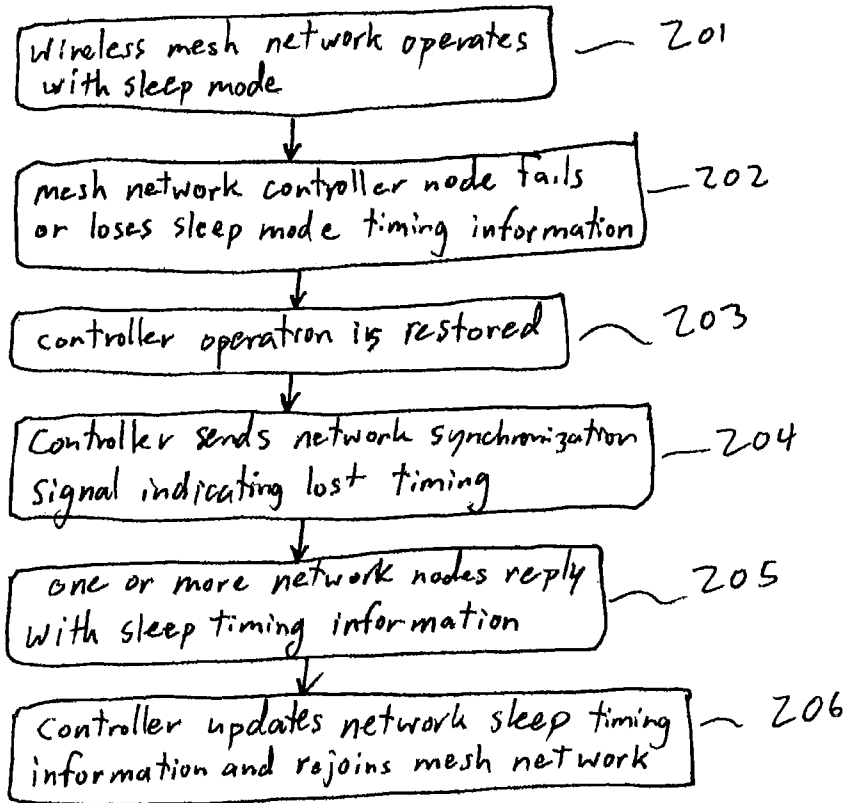 wireless mesh network operates
with sleep mode
201
mesh network controller node fails
or loses sleep mode timing information
202
controller operation is restored
203
Controller sends network synchronization
signal indicating lost timing
204
one or more network nodes reply
with sleep timing information
205
Controller updates network sleep timing
information and rejoins mesh network
206